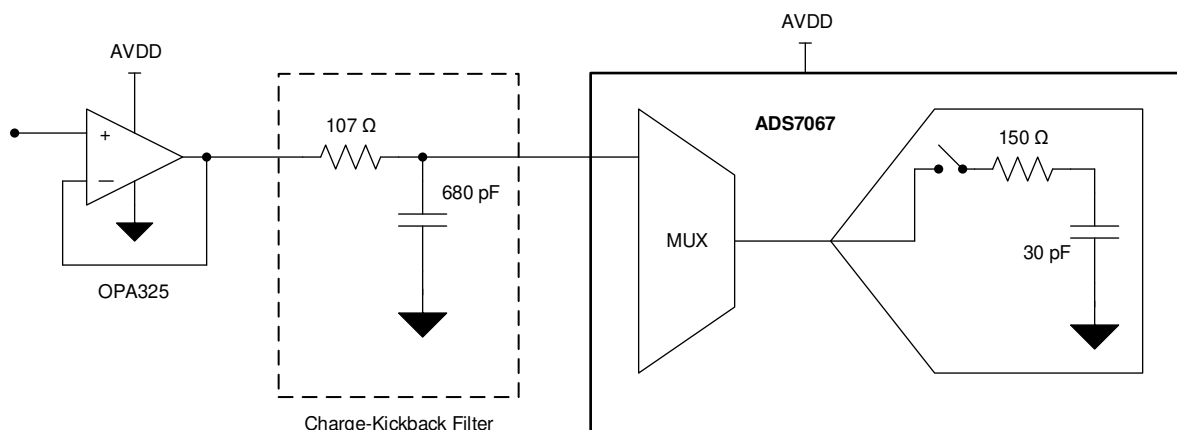 AVDD
AVDD
107 Ω
ADS7067
150 Ω
+
−
680 pF
MUX
30 pF
OPA325
Charge-Kickback Filter